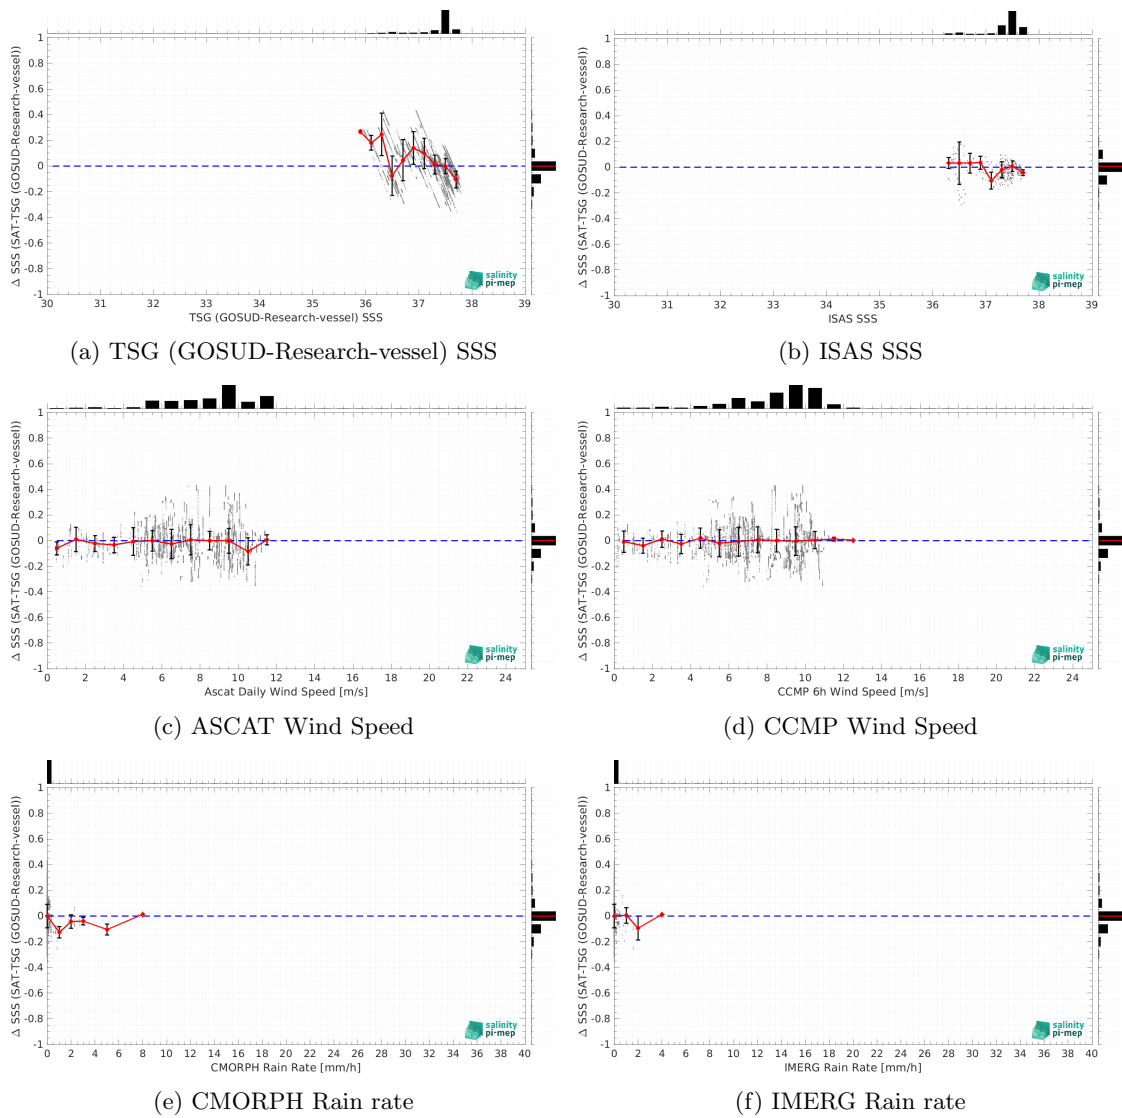 Δ SSS (SAT-TSG (GOSUD-Research-vessel))
1
0.8
0.6
0.4
0.2
0
-0.2
-0.4
-0.6
-0.8
-1
30 31 32 33 34 35 36 37 38 39
TSG (GOSUD-Research-vessel) SSS
salinity
pi-mep
(a) TSG (GOSUD-Research-vessel) SSS
Δ SSS (SAT-TSG (GOSUD-Research-vessel))
1
0.8
0.6
0.4
0.2
0
-0.2
-0.4
-0.6
-0.8
-1
30 31 32 33 34 35 36 37 38 39
ISAS SSS
salinity
pi-mep
(b) ISAS SSS
Δ SSS (SAT-TSG (GOSUD-Research-vessel))
1
0.8
0.6
0.4
0.2
0
-0.2
-0.4
-0.6
-0.8
-1
0 2 4 6 8 10 12 14 16 18 20 22 24
Ascat Daily Wind Speed [m/s]
salinity
pi-mep
(c) ASCAT Wind Speed
Δ SSS (SAT-TSG (GOSUD-Research-vessel))
1
0.8
0.6
0.4
0.2
0
-0.2
-0.4
-0.6
-0.8
-1
0 2 4 6 8 10 12 14 16 18 20 22 24
CCMP 6h Wind Speed [m/s]
salinity
pi-mep
(d) CCMP Wind Speed
Δ SSS (SAT-TSG (GOSUD-Research-vessel))
1
0.8
0.6
0.4
0.2
0
-0.2
-0.4
-0.6
-0.8
-1
0 2 4 6 8 10 12 14 16 18 20 22 24 26 28 30 32 34 36 38 40
CMORPH Rain Rate [mm/h]
salinity
pi-mep
(e) CMORPH Rain rate
Δ SSS (SAT-TSG (GOSUD-Research-vessel))
1
0.8
0.6
0.4
0.2
0
-0.2
-0.4
-0.6
-0.8
-1
0 2 4 6 8 10 12 14 16 18 20 22 24 26 28 30 32 34 36 38 40
IMERG Rain Rate [mm/h]
salinity
pi-mep
(f) IMERG Rain rate